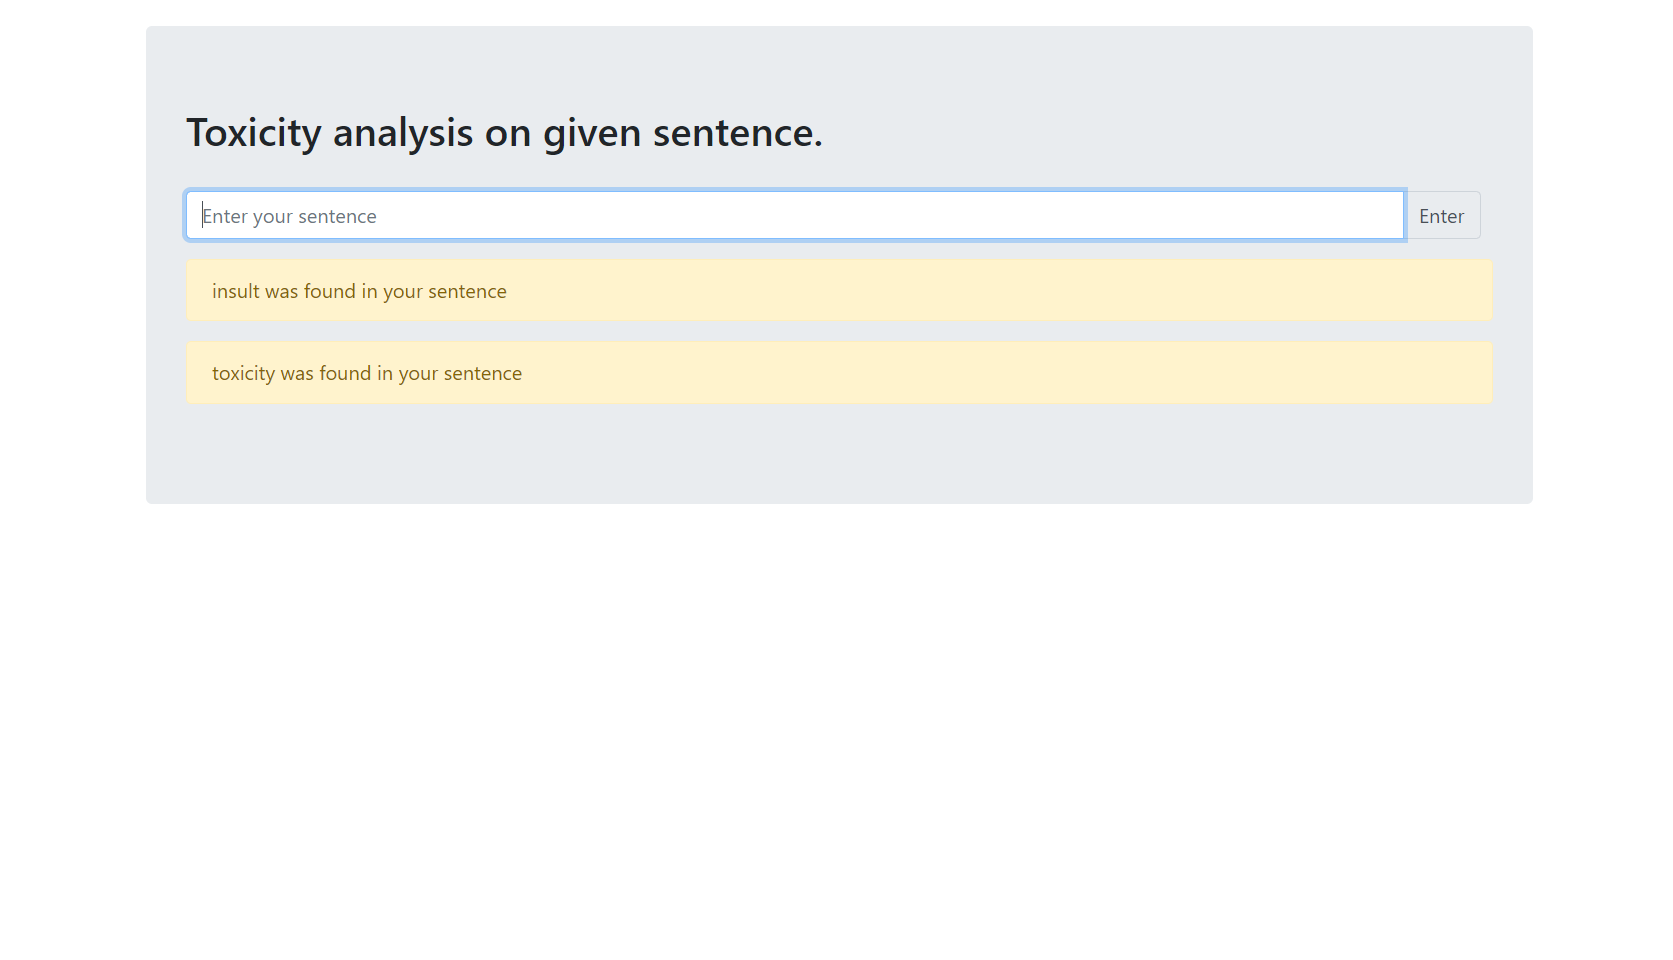 Toxicity analysis on given sentence.
Enter your sentence
Enter
insult was found in your sentence
toxicity was found in your sentence